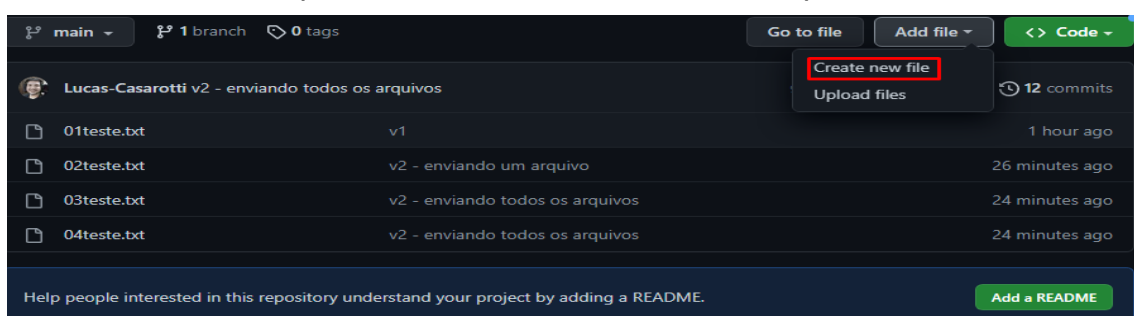 main 1 branch 0 tags Go to file Add file <> Code
Create new file
Lucas-Casarotti v2 - enviando todos os arquivos 12 commits
Upload files
01teste.txt v1 1 hour ago
02teste.txt v2 - enviando um arquivo 26 minutes ago
03teste.txt v2 - enviando todos os arquivos 24 minutes ago
04teste.txt v2 - enviando todos os arquivos 24 minutes ago
Help people interested in this repository understand your project by adding a README. Add a README